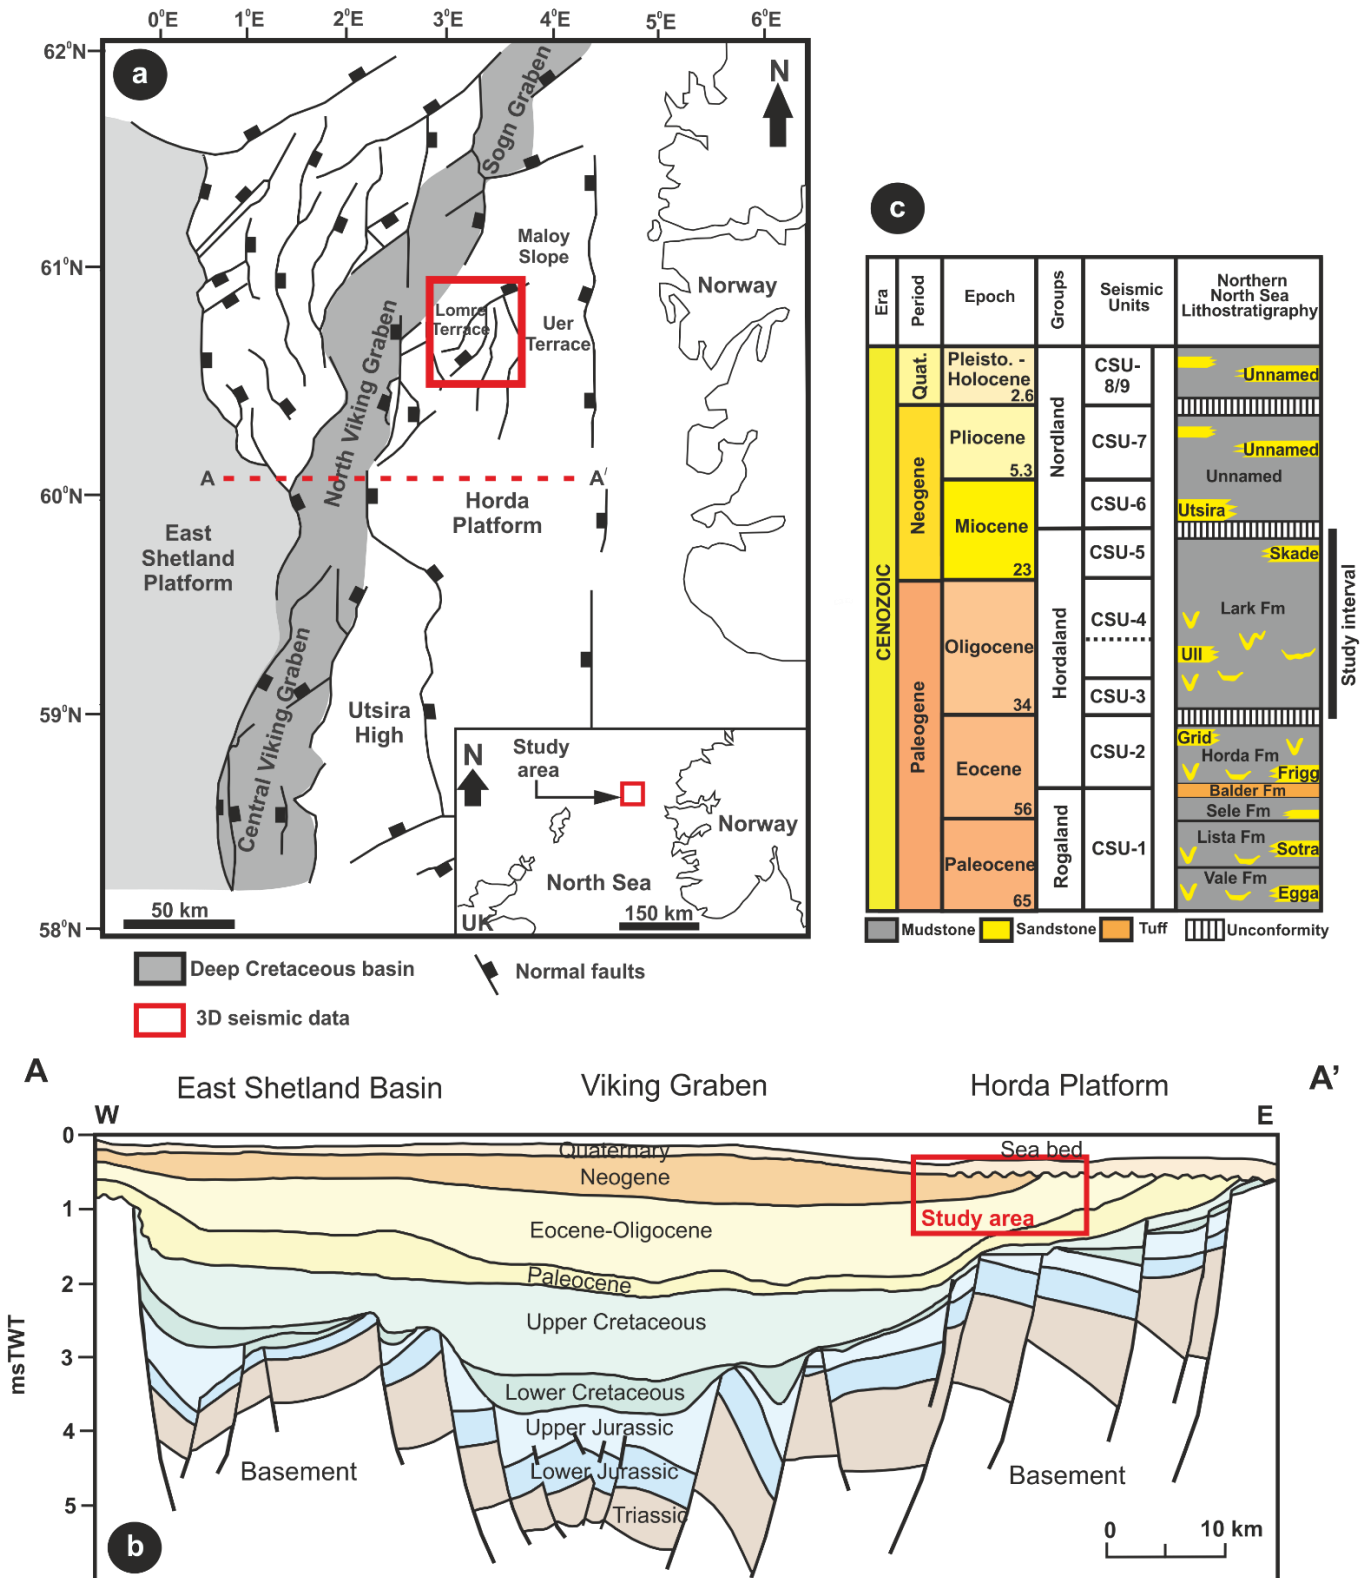 0°E 1°E 2°E 3°E 4°E 5°E 6°E
62°N
61°N
60°N
59°N
58°N
a
N
Sogn Graben
Maloy
Slope
Norway
Lomre
Terrace
Uer
Terrace
North Viking Graben
A A'
Horda
Platform
East
Shetland
Platform
Central Viking Graben
Utsira
High
N
Study
area
Norway
North Sea
UK
150 km
50 km
Deep Cretaceous basin
Normal faults
3D seismic data
c
Era
Period
Epoch
Groups
Seismic
Units
Northern
North Sea
Lithostratigraphy
CENOZOIC
Quat.
Neogene
Paleogene
Pleisto. -
Holocene
2.6
Pliocene
5.3
Miocene
23
Oligocene
34
Eocene
56
Paleocene
65
Nordland
Hordaland
Rogaland
CSU-
8/9
CSU-7
CSU-6
CSU-5
CSU-4
CSU-3
CSU-2
CSU-1
Unnamed
Unnamed
Unnamed
Utsira
Skade
Lark Fm
Ull
Grid
Horda Fm
Frigg
Balder Fm
Sele Fm
Lista Fm
Sotra
Vale Fm
Egga
Study interval
Mudstone Sandstone Tuff Unconformity
A A'
East Shetland Basin Viking Graben Horda Platform
W E
0
1
2
3
4
5
msTWT
Quaternary
Sea bed
Neogene
Study area
Eocene-Oligocene
Paleocene
Upper Cretaceous
Lower Cretaceous
Upper Jurassic
Lower Jurassic
Triassic
Basement
Basement
b
0 10 km